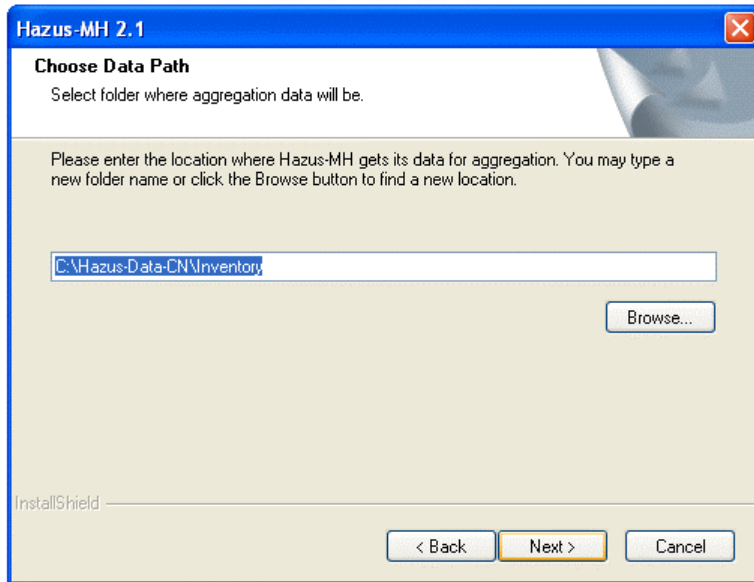 Hazus-MH 2.1
Choose Data Path
Select folder where aggregation data will be.
Please enter the location where Hazus-MH gets its data for aggregation. You may type a
new folder name or click the Browse button to find a new location.
C:\Hazus-Data-CN\Inventory
Browse...
InstallShield
< Back
Next >
Cancel